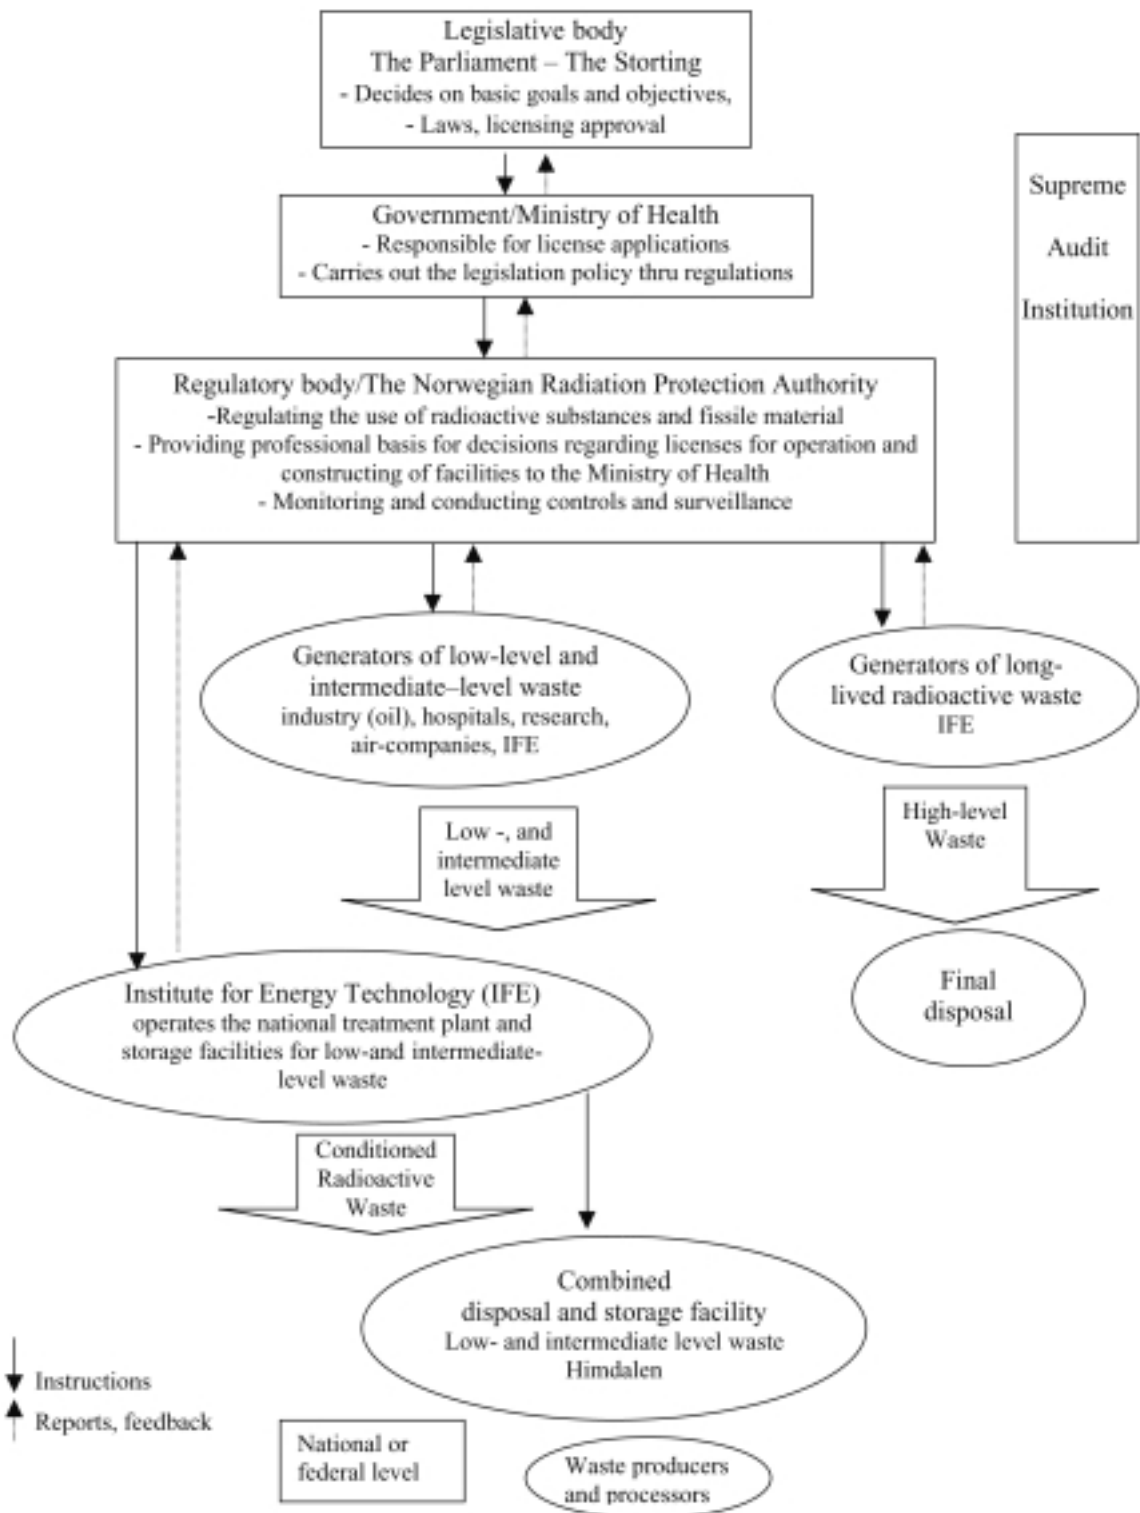 Legislative body
The Parliament – The Storting
- Decides on basic goals and objectives,
- Laws, licensing approval
Supreme
Audit
Institution
Government/Ministry of Health
- Responsible for license applications
- Carries out the legislation policy thru regulations
Regulatory body/The Norwegian Radiation Protection Authority
-Regulating the use of radioactive substances and fissile material
- Providing professional basis for decisions regarding licenses for operation and
constructing of facilities to the Ministry of Health
- Monitoring and conducting controls and surveillance
Generators of low-level and
intermediate–level waste
industry (oil), hospitals, research,
air-companies, IFE
Generators of long-
lived radioactive waste
IFE
Low -, and
intermediate
level waste
High-level
Waste
Final
disposal
Institute for Energy Technology (IFE)
operates the national treatment plant and
storage facilities for low-and intermediate-
level waste
Conditioned
Radioactive
Waste
Combined
disposal and storage facility
Low- and intermediate level waste
Himdalen
Instructions
Reports, feedback
National or
federal level
Waste producers
and processors